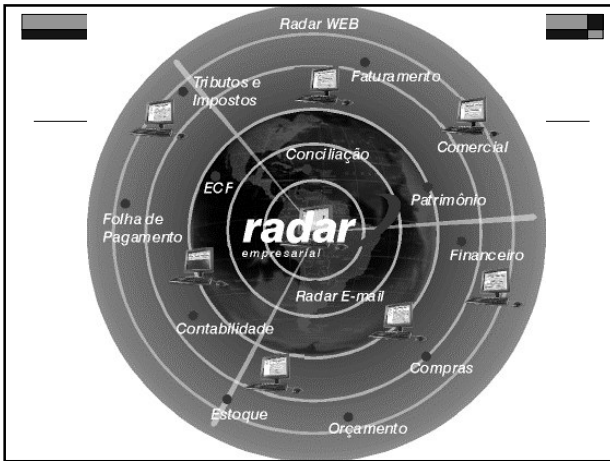 Radar WEB
Tributos e
Impostos
Faturamento
Comercial
Conciliação
ECF
Patrimônio
Folha de
Pagamento
radar
empresarial
Financeiro
Radar E-mail
Contabilidade
Compras
Estoque
Orçamento